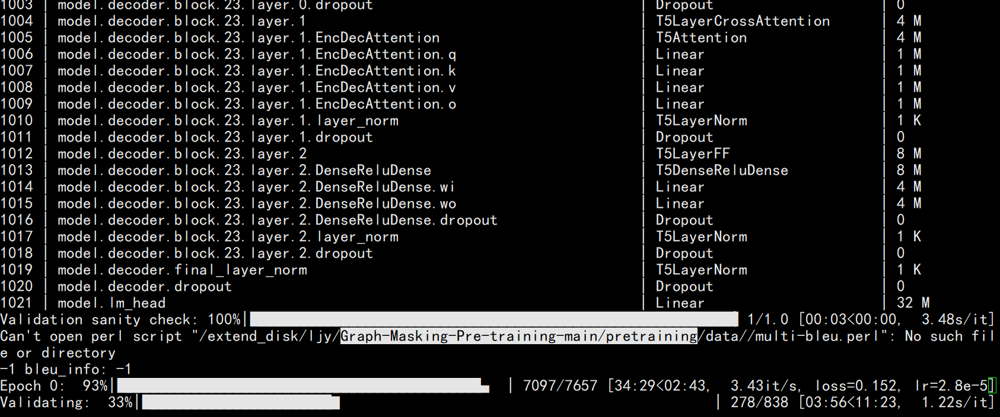 1003 | model.decoder.block.23.layer.0.dropout | Dropout | 0
1004 | model.decoder.block.23.layer.1 | T5LayerCrossAttention | 4 M
1005 | model.decoder.block.23.layer.1.EncDecAttention | T5Attention | 4 M
1006 | model.decoder.block.23.layer.1.EncDecAttention.q | Linear | 1 M
1007 | model.decoder.block.23.layer.1.EncDecAttention.k | Linear | 1 M
1008 | model.decoder.block.23.layer.1.EncDecAttention.v | Linear | 1 M
1009 | model.decoder.block.23.layer.1.EncDecAttention.o | Linear | 1 M
1010 | model.decoder.block.23.layer.1.layer_norm | T5LayerNorm | 1 K
1011 | model.decoder.block.23.layer.1.dropout | Dropout | 0
1012 | model.decoder.block.23.layer.2 | T5LayerFF | 8 M
1013 | model.decoder.block.23.layer.2.DenseReluDense | T5DenseReluDense | 8 M
1014 | model.decoder.block.23.layer.2.DenseReluDense.wi | Linear | 4 M
1015 | model.decoder.block.23.layer.2.DenseReluDense.wo | Linear | 4 M
1016 | model.decoder.block.23.layer.2.DenseReluDense.dropout | Dropout | 0
1017 | model.decoder.block.23.layer.2.layer_norm | T5LayerNorm | 1 K
1018 | model.decoder.block.23.layer.2.dropout | Dropout | 0
1019 | model.decoder.final_layer_norm | T5LayerNorm | 1 K
1020 | model.decoder.dropout | Dropout | 0
1021 | model.lm_head | Linear | 32 M
Validation sanity check: 100%| | 1/1.0 [00:03<00:00, 3.48s/it]
Can't open perl script "/extend_disk/ljy/Graph-Masking-Pre-training-main/pretraining/data//multi-bleu.perl": No such fil
e or directory
-1 bleu_info: -1
Epoch 0: 93%| | 7097/7657 [34:29<02:43, 3.43it/s, loss=0.152, lr=2.8e-5]
Validating: 33%| | 278/838 [03:56<11:23, 1.22s/it]